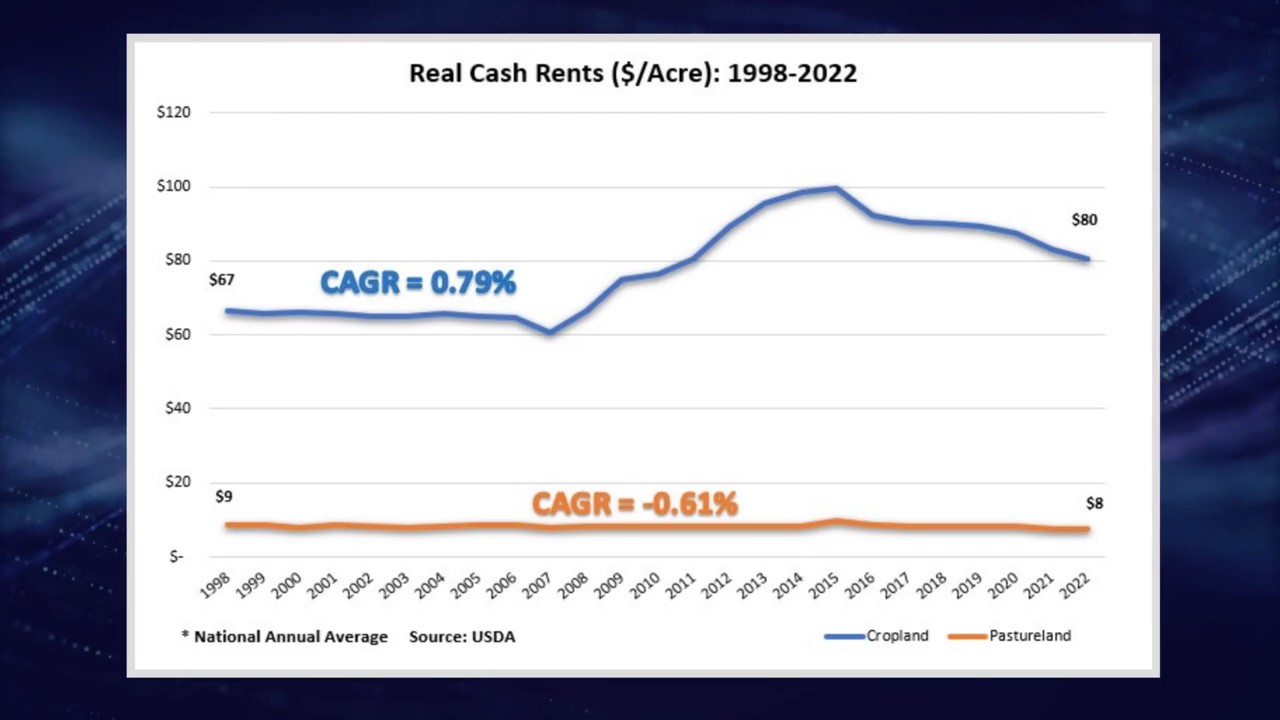 Real Cash Rents ($/Acre): 1998-2022
$120
$100
$80
$60
$40
$20
$-
$67
CAGR = 0.79%
$80
$9
CAGR = -0.61%
$8
1998 1999 2000 2001 2002 2003 2004 2005 2006 2007 2008 2009 2010 2011 2012 2013 2014 2015 2016 2017 2018 2019 2020 2021 2022
* National Annual Average Source: USDA
Cropland Pastureland